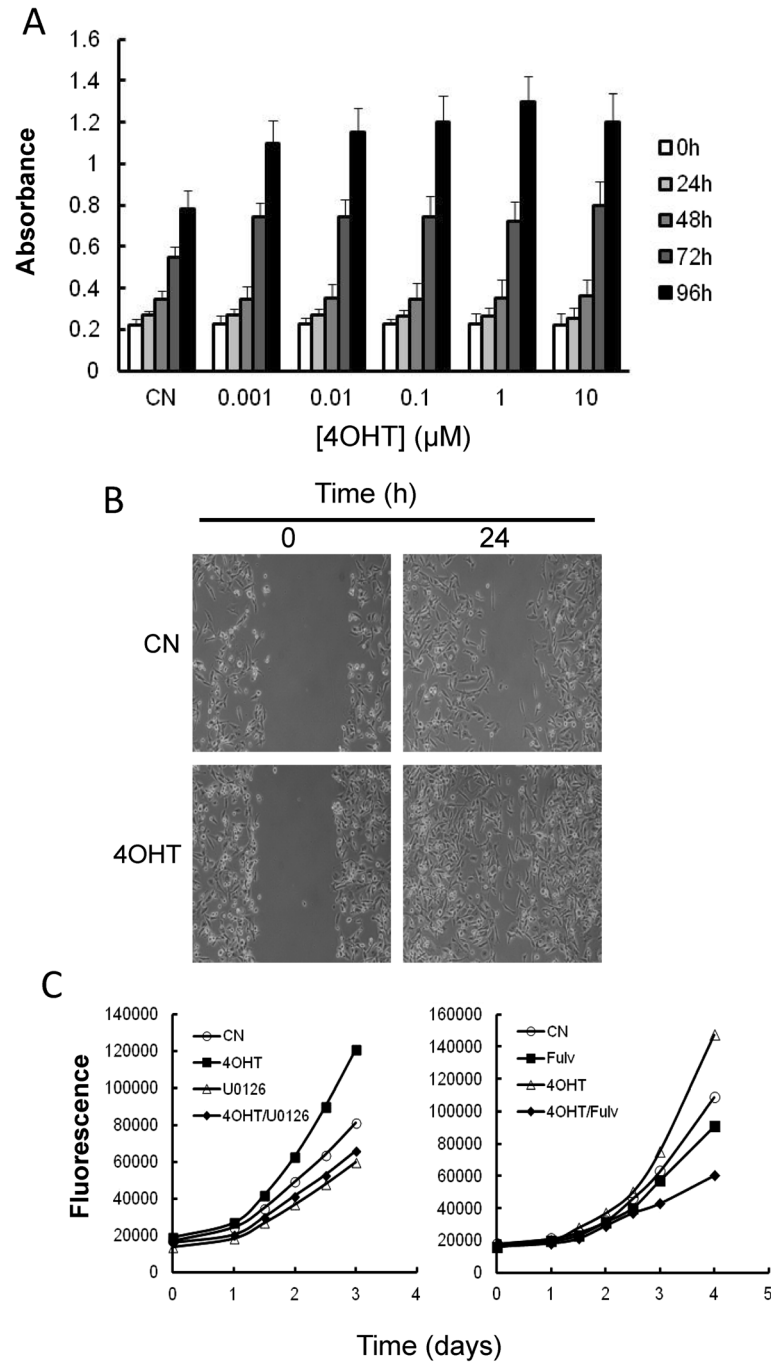 A
1.6
1.4
1.2
1
0.8
0.6
0.4
0.2
0
Absorbance
CN 0.001 0.01 0.1 1 10
[4OHT] (µM)
0h
24h
48h
72h
96h
B
Time (h)
0 24
CN
4OHT
C
Fluorescence
140000
120000
100000
80000
60000
40000
20000
0
CN
4OHT
U0126
4OHT/U0126
0 1 2 3 4
160000
140000
120000
100000
80000
60000
40000
20000
0
CN
Fulv
4OHT
4OHT/Fulv
0 1 2 3 4 5
Time (days)